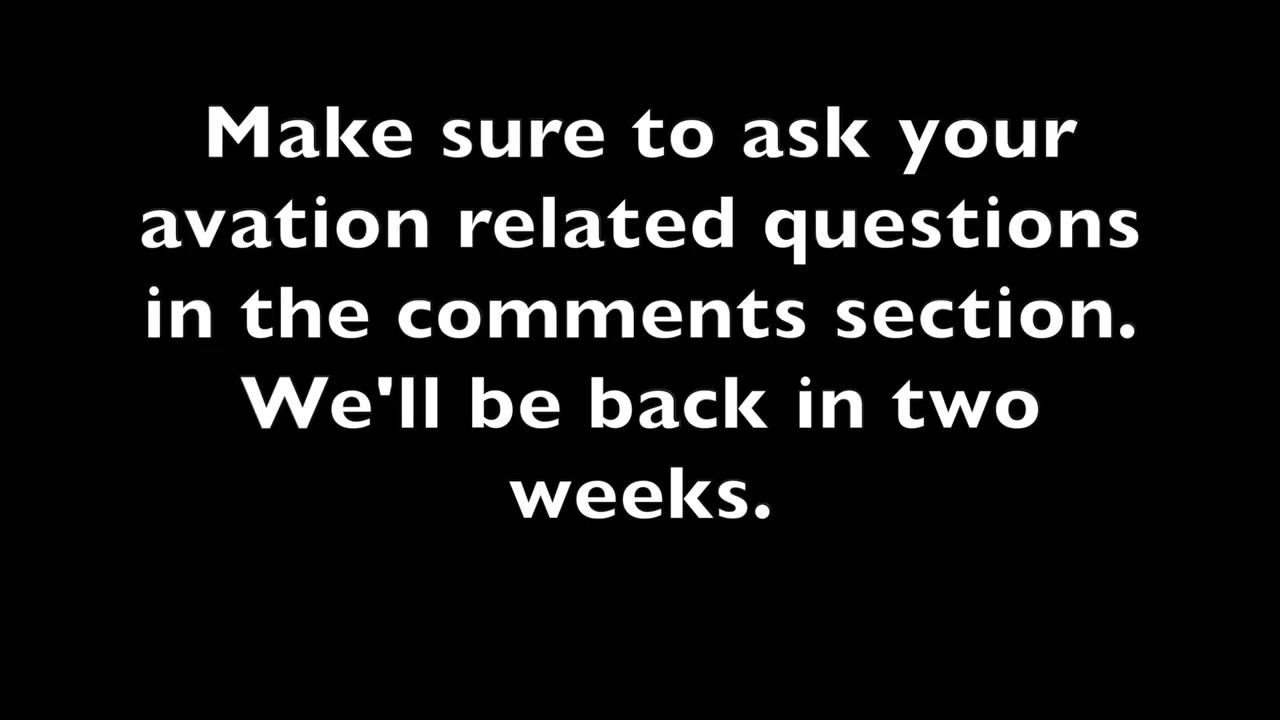 Make sure to ask your
avation related questions
in the comments section.
We'll be back in two
weeks.